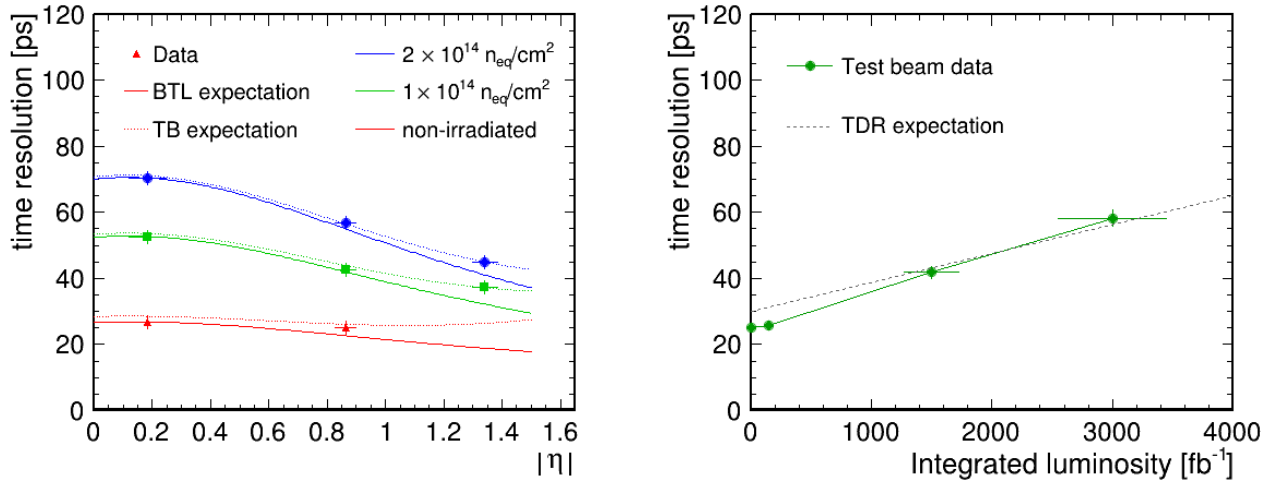 time resolution [ps]
120
100
80
60
40
20
0
Data
BTL expectation
TB expectation
2 × 10¹⁴ n_eq/cm²
1 × 10¹⁴ n_eq/cm²
non-irradiated
0 0.2 0.4 0.6 0.8 1 1.2 1.4 1.6
|η|
time resolution [ps]
120
100
80
60
40
20
0
Test beam data
TDR expectation
0 1000 2000 3000 4000
Integrated luminosity [fb⁻¹]